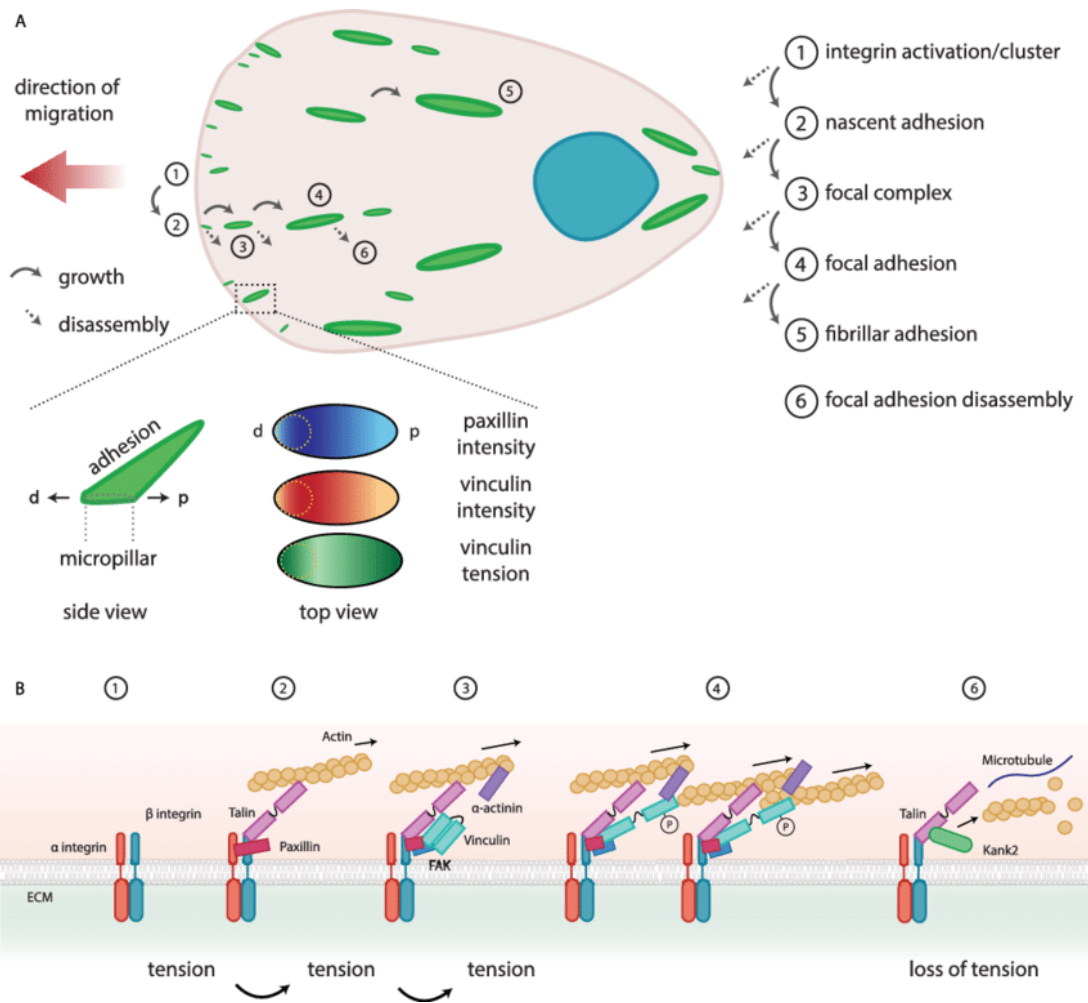 A
direction of
migration
1
2
3
4
5
6
growth
disassembly
1 integrin activation/cluster
2 nascent adhesion
3 focal complex
4 focal adhesion
5 fibrillar adhesion
6 focal adhesion disassembly
adhesion
d
p
micropillar
side view
d
p
paxillin
intensity
vinculin
intensity
vinculin
tension
top view
B
1
2
3
4
6
Actin
β integrin
Talin
α integrin
Paxillin
α-actinin
Vinculin
FAK
P
P
Microtubule
Talin
Kank2
ECM
tension
tension
tension
loss of tension